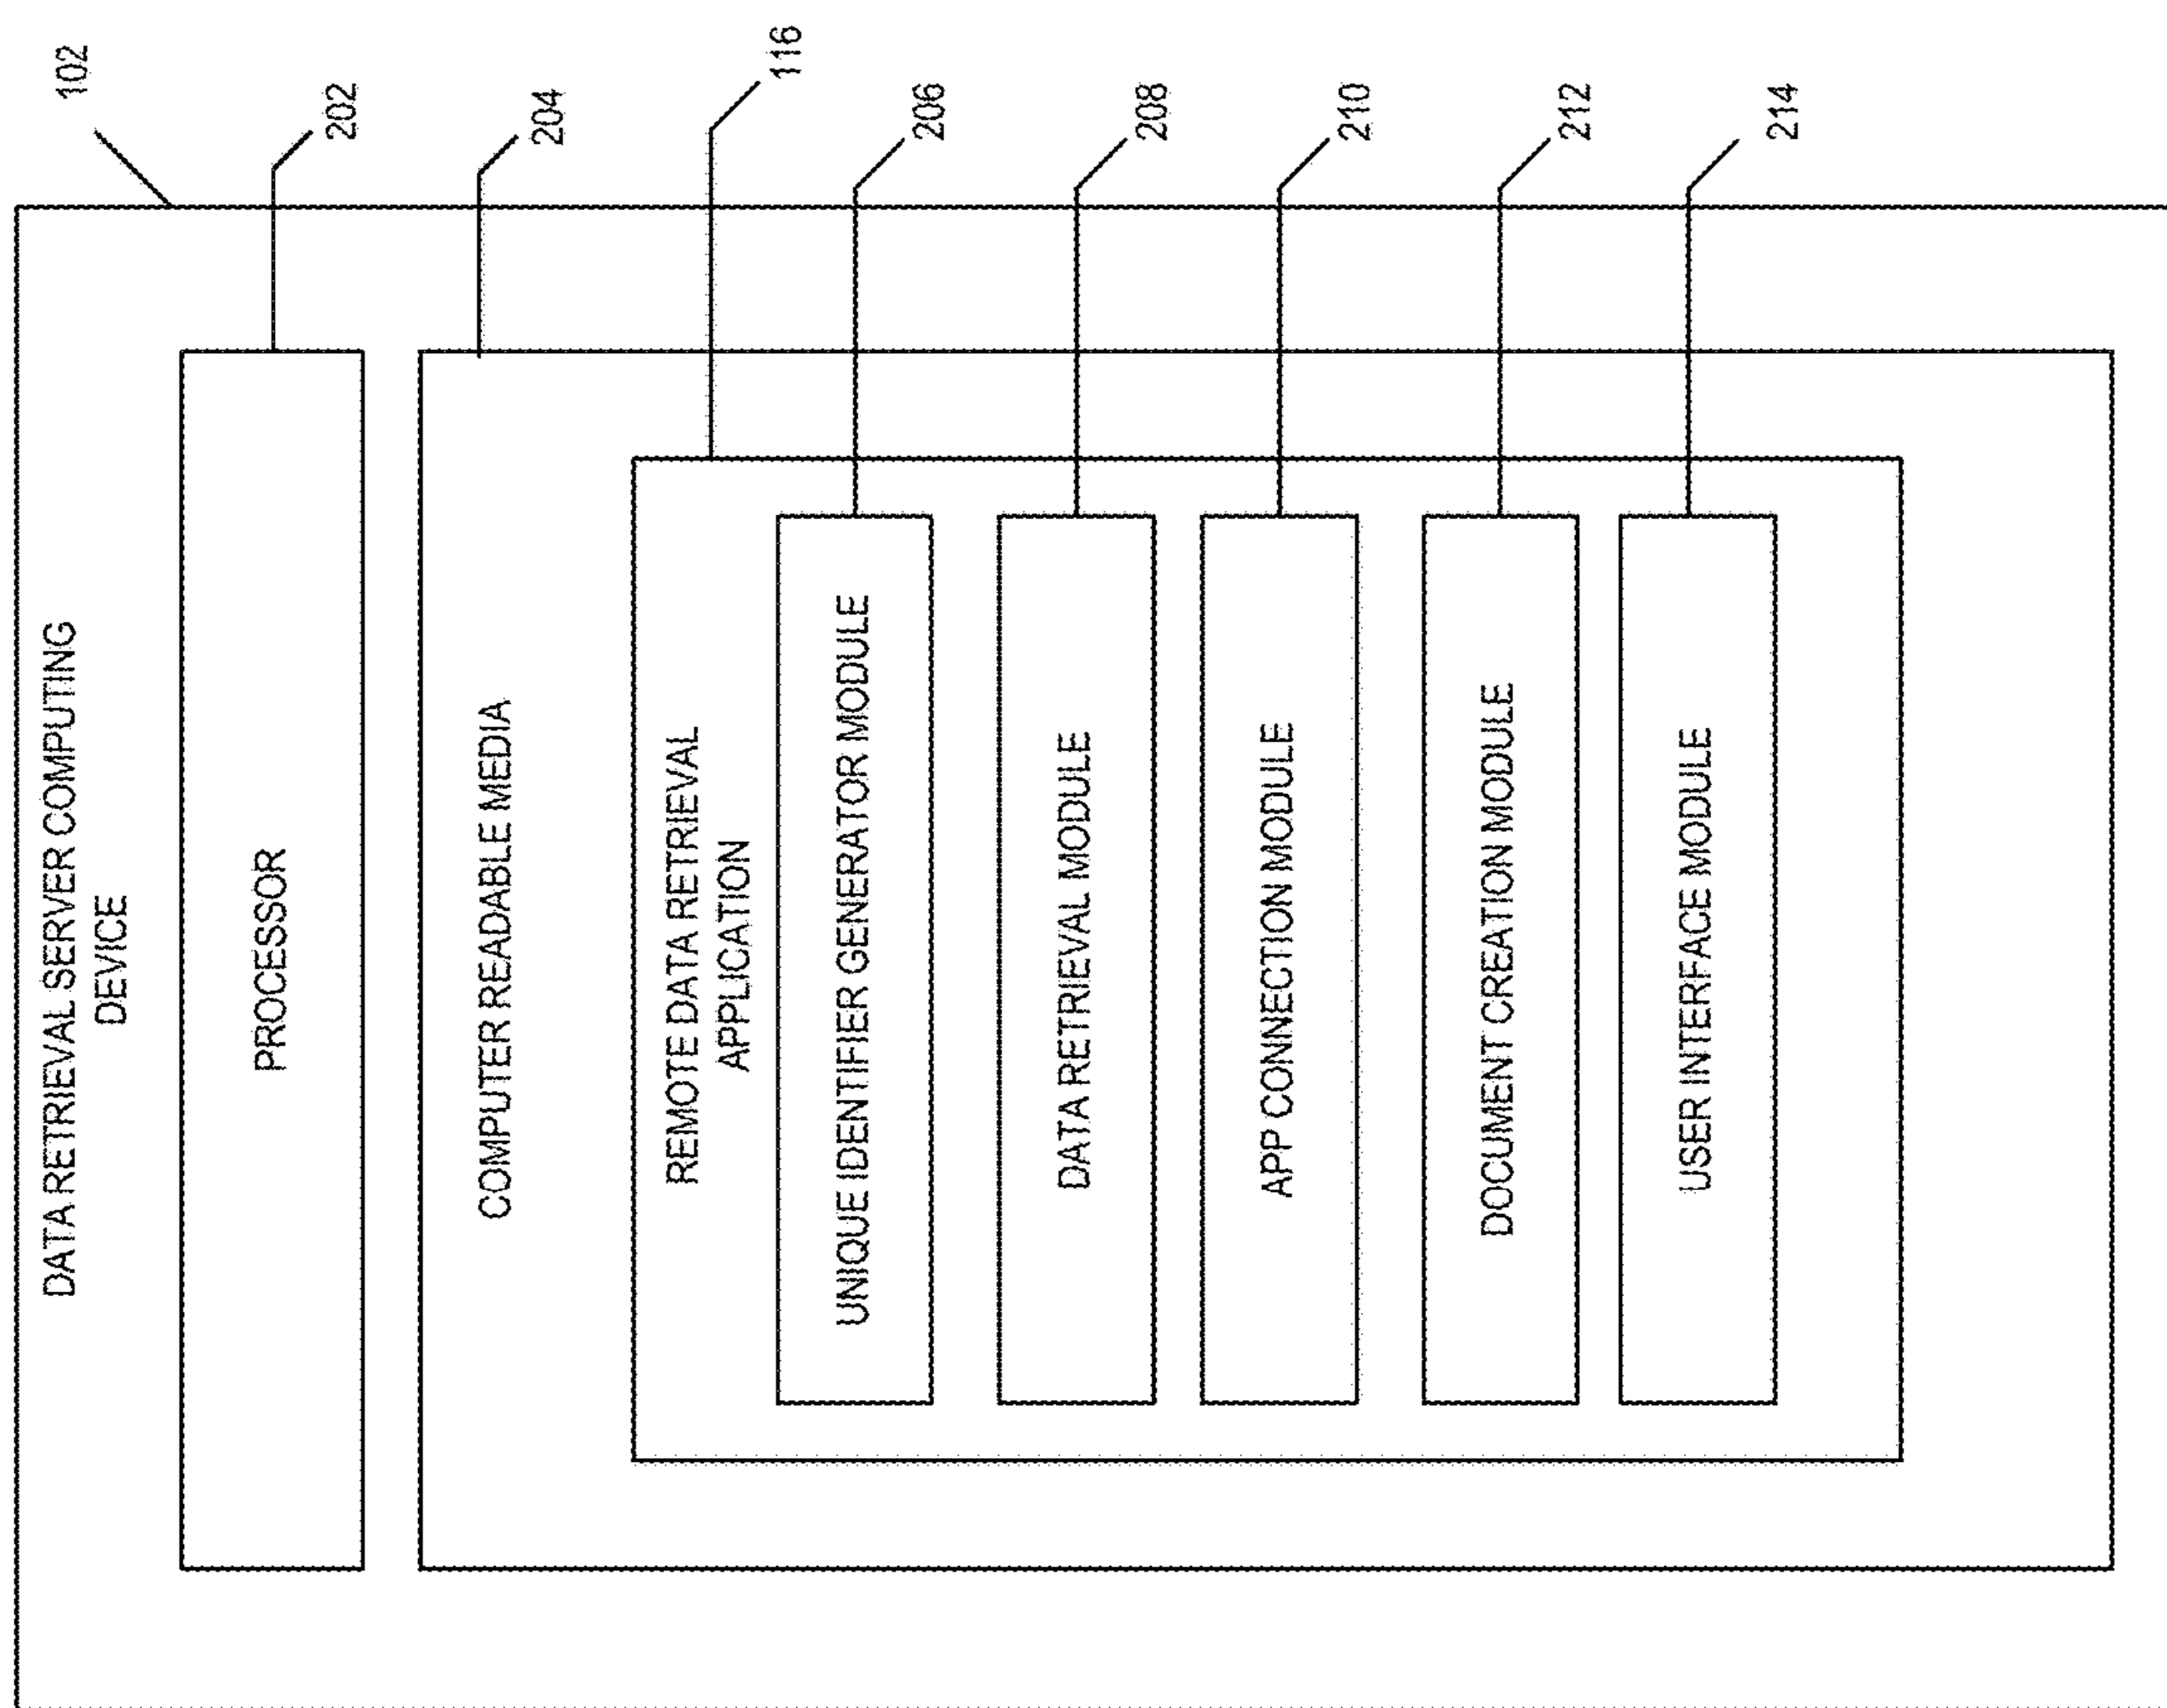 DATA RETRIEVAL SERVER COMPUTING
DEVICE
102
PROCESSOR
202
COMPUTER READABLE MEDIA
204
REMOTE DATA RETRIEVAL
APPLICATION
116
UNIQUE IDENTIFIER GENERATOR MODULE
206
DATA RETRIEVAL MODULE
208
APP CONNECTION MODULE
210
DOCUMENT CREATION MODULE
212
USER INTERFACE MODULE
214